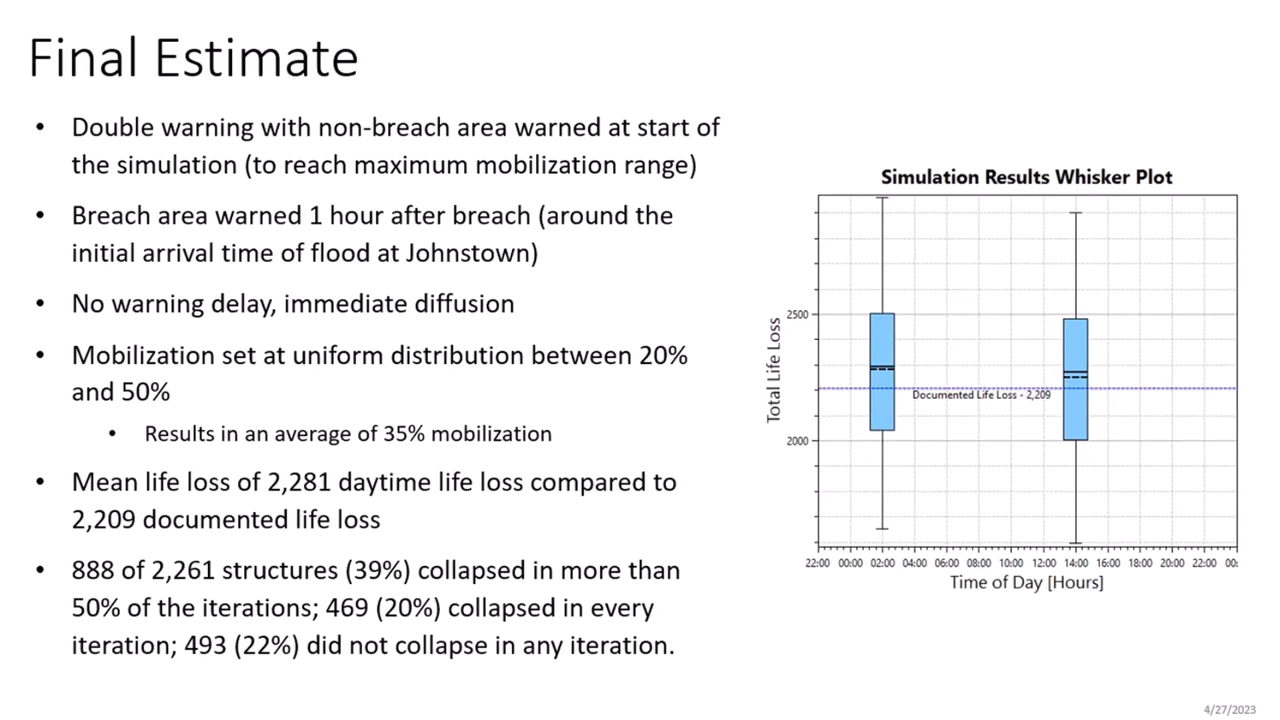 Final Estimate
• Double warning with non-breach area warned at start of
the simulation (to reach maximum mobilization range)
• Breach area warned 1 hour after breach (around the
initial arrival time of flood at Johnstown)
• No warning delay, immediate diffusion
• Mobilization set at uniform distribution between 20%
and 50%
• Results in an average of 35% mobilization
• Mean life loss of 2,281 daytime life loss compared to
2,209 documented life loss
• 888 of 2,261 structures (39%) collapsed in more than
50% of the iterations; 469 (20%) collapsed in every
iteration; 493 (22%) did not collapse in any iteration.
Simulation Results Whisker Plot
Total Life Loss
2500
2000
Documented Life Loss - 2,209
22:00 00:00 02:00 04:00 06:00 08:00 10:00 12:00 14:00 16:00 18:00 20:00 22:00 00:
Time of Day [Hours]
4/27/2023